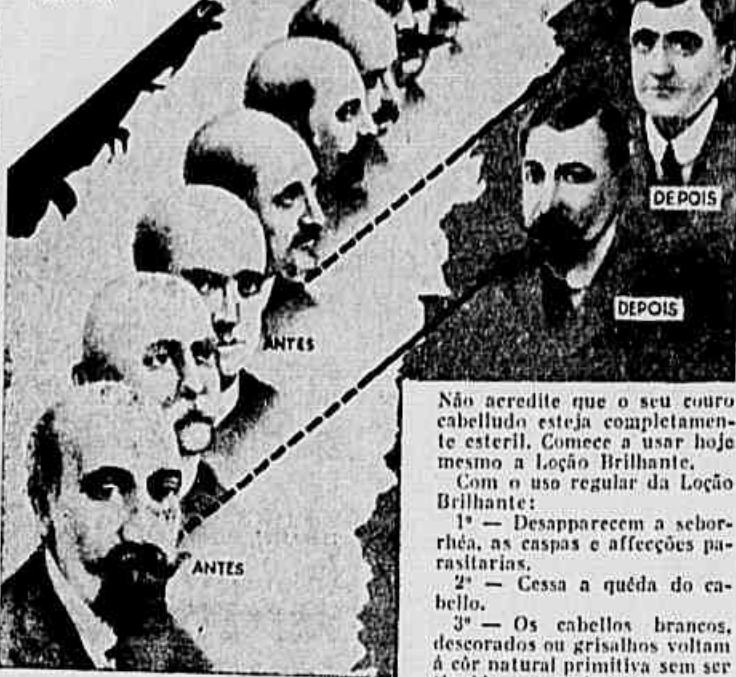 DEPOIS
DEPOIS
ANTES
ANTES
Não acredite que o seu couro
cabelludo esteja completamen-
te esteril. Comece a usar hoje
mesmo a Loção Brilhante.
Com o uso regular da Loção
Brilhante:
1º — Desapparecem a sebor-
rhéa, as caspas e affecções pa-
rasitarias.
2º — Cessa a quéda do ca-
bello.
3º — Os cabellos brancos,
descorados ou grisalhos voltam
á côr natural primitiva sem ser